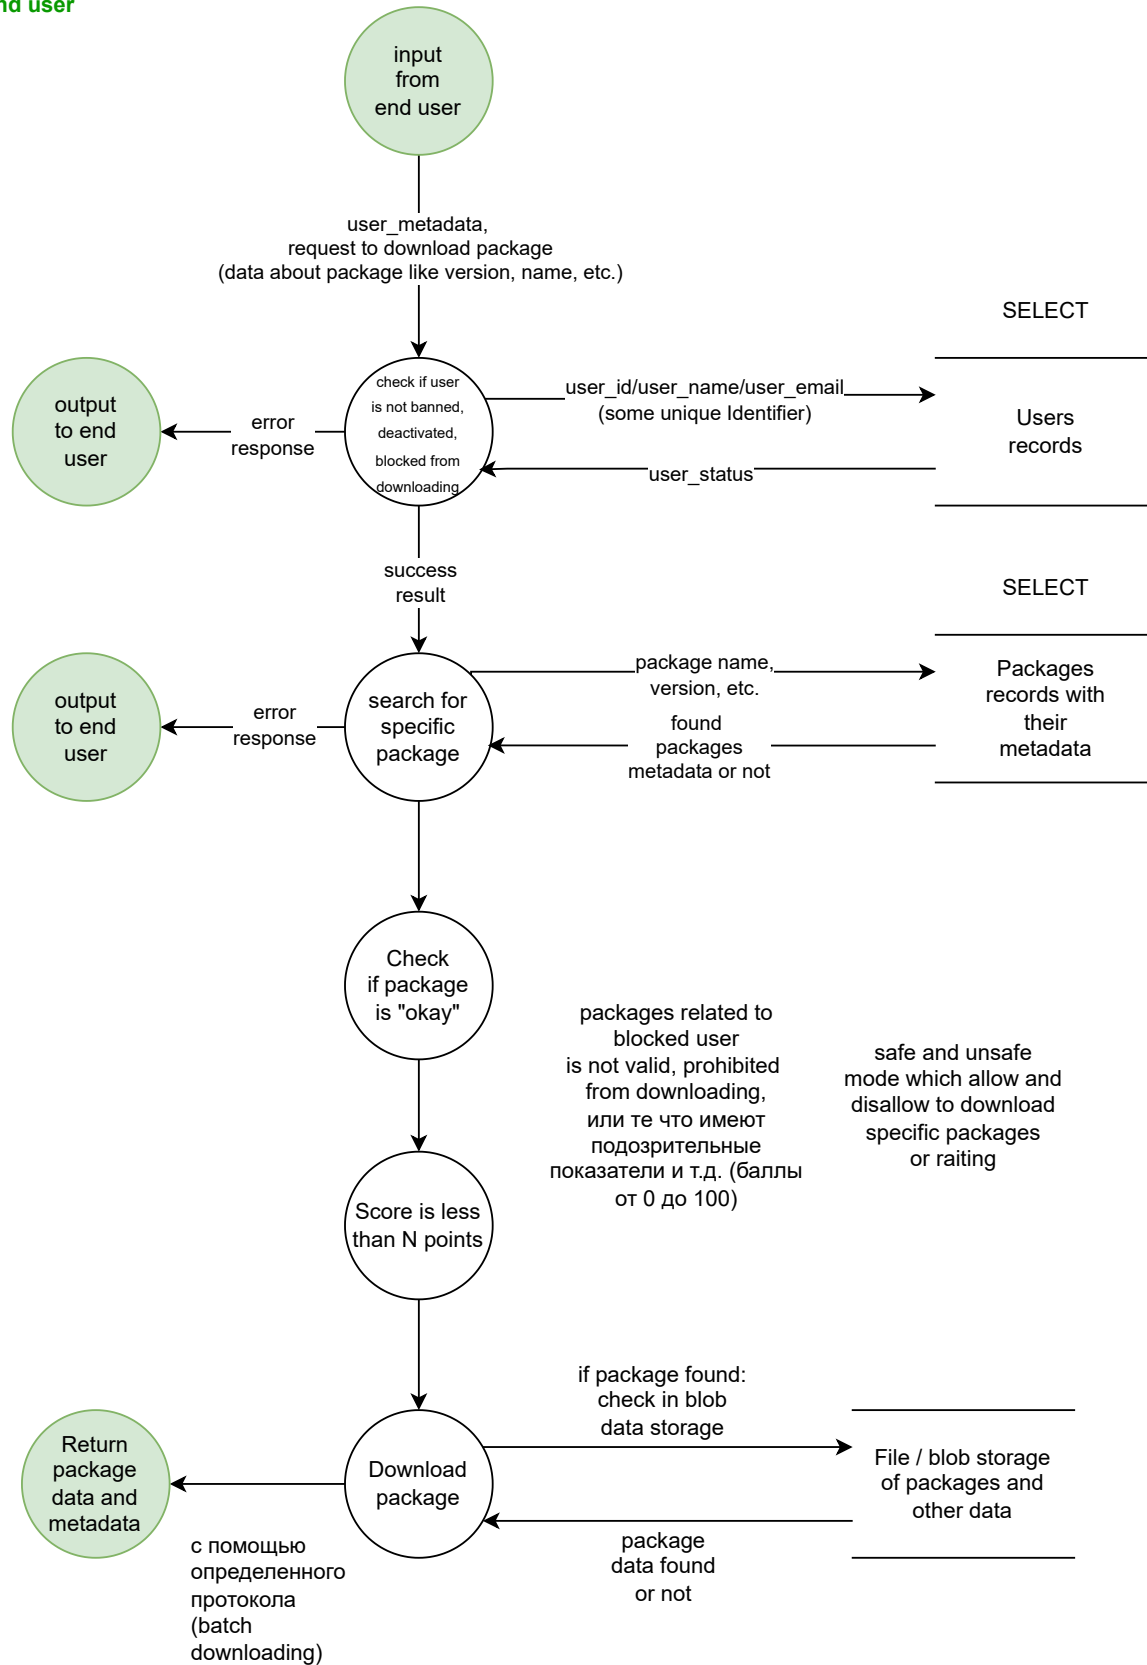 end user
input
from
end user
user_metadata,
request to download package
(data about package like version, name, etc.)
SELECT
check if user
is not banned,
deactivated,
blocked from
downloading
output
to end
user
error
response
user_id/user_name/user_email
(some unique Identifier)
Users
records
user_status
success
result
SELECT
search for
specific
package
output
to end
user
error
response
package name,
version, etc.
found
packages
metadata or not
Packages
records with
their
metadata
Check
if package
is "okay"
packages related to
blocked user
is not valid, prohibited
from downloading,
или те что имеют
подозрительные
показатели и т.д. (баллы
от 0 до 100)
safe and unsafe
mode which allow and
disallow to download
specific packages
or raiting
Score is less
than N points
if package found:
check in blob
data storage
Return
package
data and
metadata
Download
package
File / blob storage
of packages and
other data
package
data found
or not
с помощью
определенного
протокола
(batch
downloading)